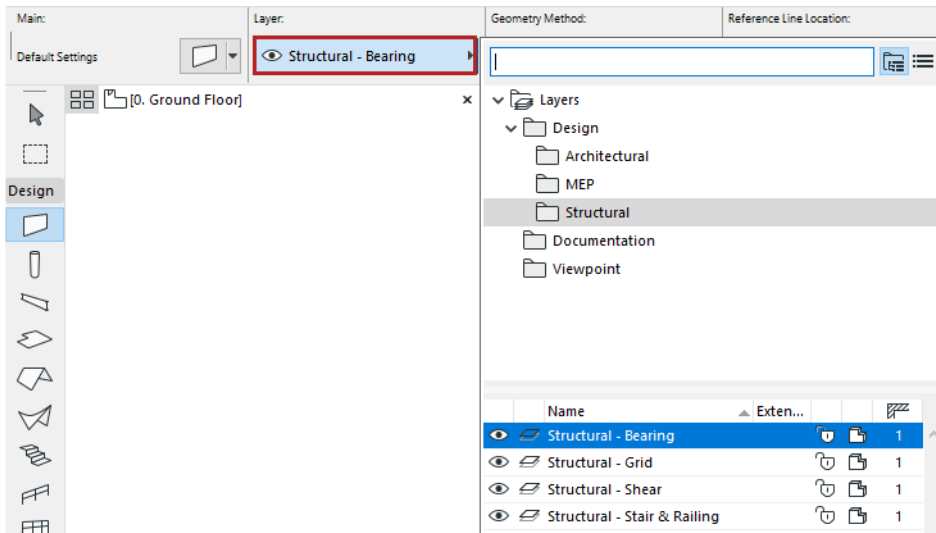 Main:
Layer:
Geometry Method:
Reference Line Location:
Default Settings
Structural - Bearing
[0. Ground Floor]
Layers
Design
Architectural
MEP
Structural
Documentation
Viewpoint
Design
Name Exten...
Structural - Bearing 1
Structural - Grid 1
Structural - Shear 1
Structural - Stair & Railing 1